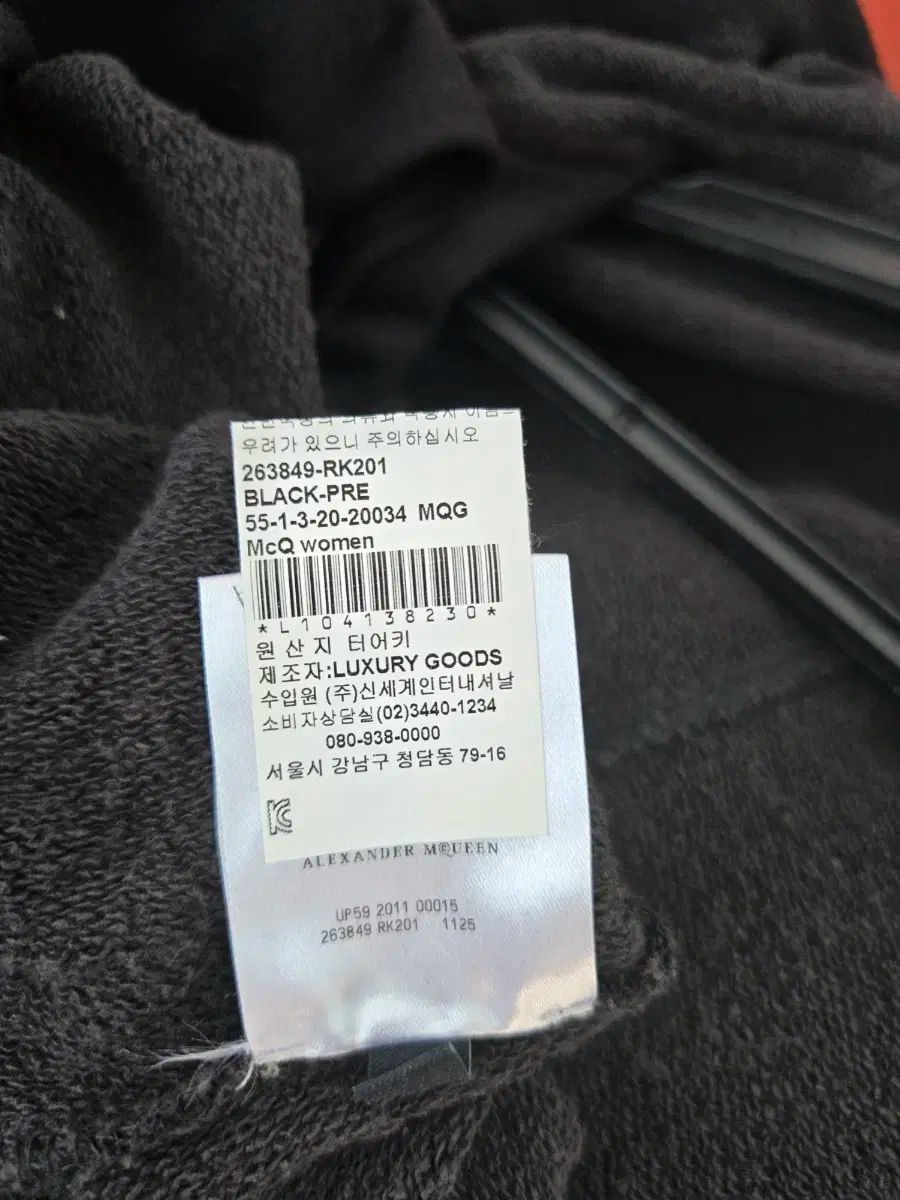 우려가 있으니 주의하십시오
263849-RK201
BLACK-PRE
55-1-3-20-20034 MQG
McQ women
*L104138230*
원산지 터어키
제조자:LUXURY GOODS
수입원 (주)신세계인터내셔날
소비자상담실(02)3440-1234
080-938-0000
서울시 강남구 청담동 79-16
KC
ALEXANDER McQUEEN
UP59 2011 00015
263849 RK201 1125